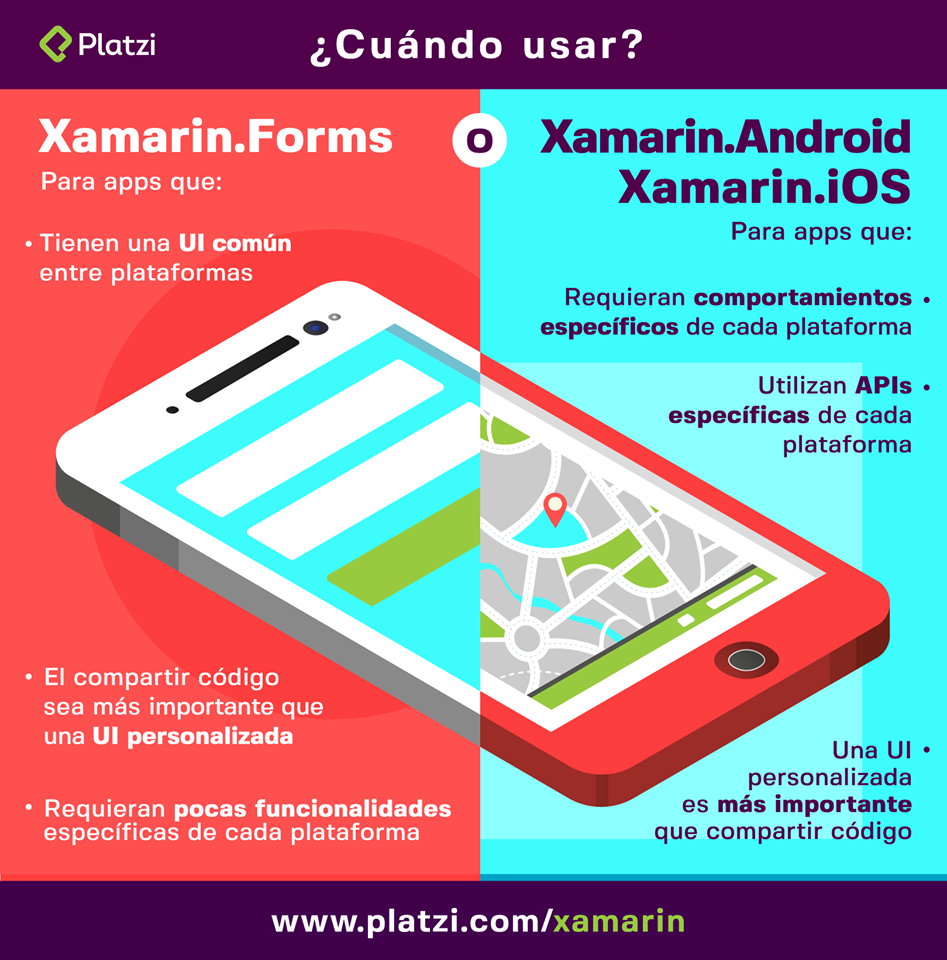 Platzi
¿Cuándo usar?
Xamarin.Forms
Para apps que:
• Tienen una UI común
entre plataformas
• El compartir código
sea más importante que
una UI personalizada
• Requieran pocas funcionalidades
específicas de cada plataforma
o
Xamarin.Android
Xamarin.iOS
Para apps que:
Requieran comportamientos •
específicos de cada plataforma
Utilizan APIs •
específicas de cada
plataforma
Una UI •
personalizada
es más importante
que compartir código
www.platzi.com/xamarin